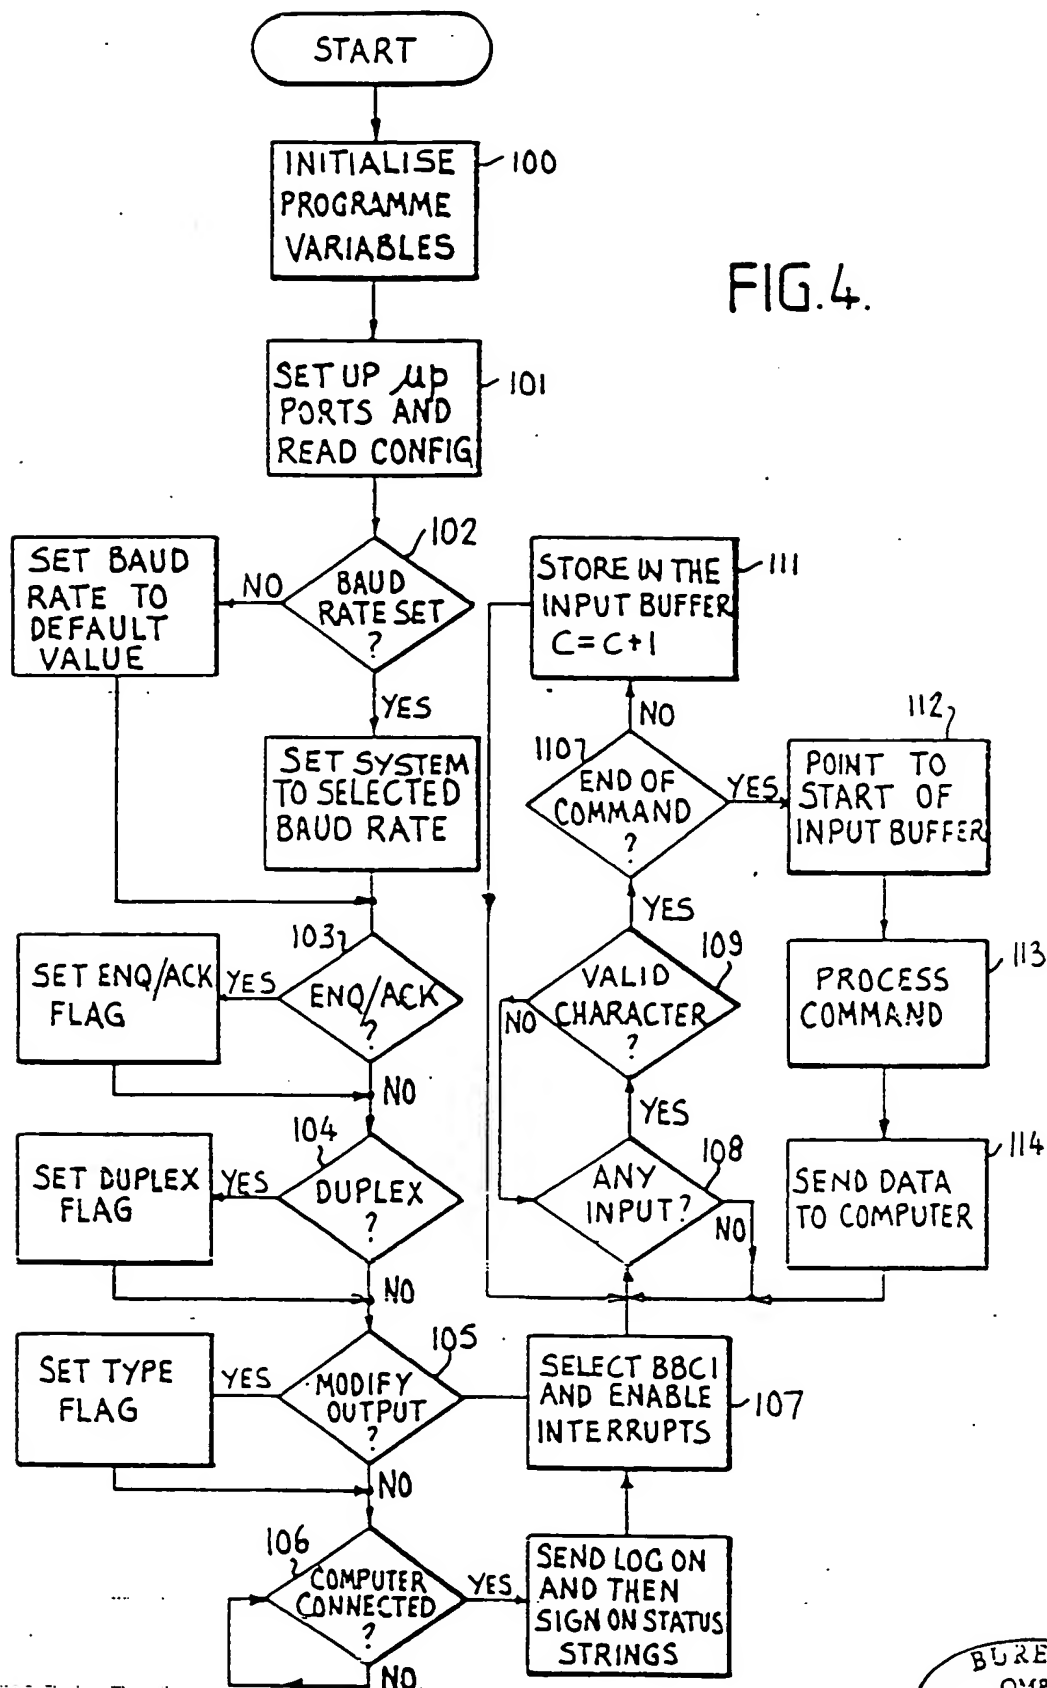 START
INITIALISE
PROGRAMME
VARIABLES
100
FIG.4.
SET UP µp
PORTS AND
READ CONFIG
101
102
BAUD
RATE SET
?
NO
SET BAUD
RATE TO
DEFAULT
VALUE
YES
SET SYSTEM
TO SELECTED
BAUD RATE
103
ENQ/ACK
?
YES
SET ENQ/ACK
FLAG
NO
104
DUPLEX
?
YES
SET DUPLEX
FLAG
NO
105
MODIFY
OUTPUT
?
YES
SET TYPE
FLAG
NO
106
COMPUTER
CONNECTED
?
NO
YES
SEND LOG ON
AND THEN
SIGN ON STATUS
STRINGS
SELECT BBC1
AND ENABLE
INTERRUPTS
107
108
ANY
INPUT?
NO
YES
109
VALID
CHARACTER
?
NO
YES
110
END OF
COMMAND
?
NO
STORE IN THE
INPUT BUFFER
C=C+1
111
YES
112
POINT TO
START OF
INPUT BUFFER
PROCESS
COMMAND
113
SEND DATA
TO COMPUTER
114